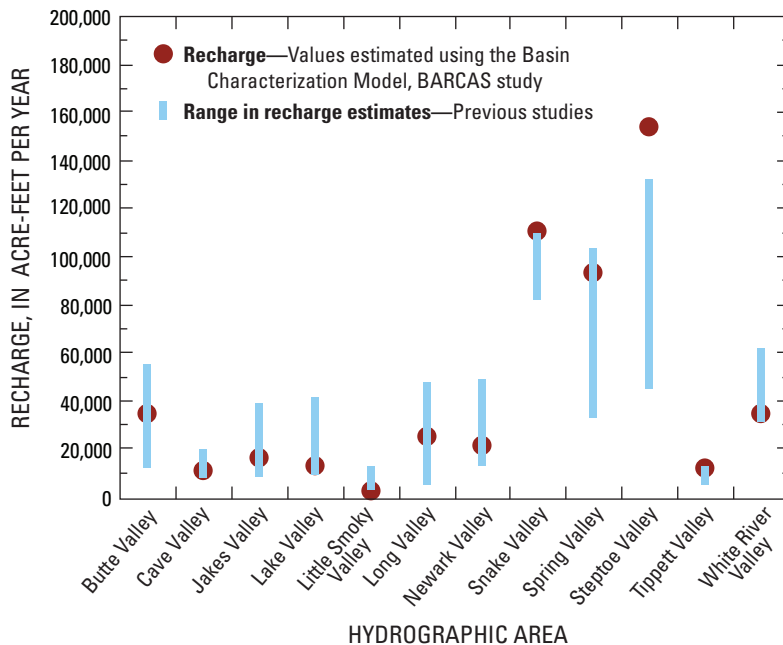 RECHARGE, IN ACRE-FEET PER YEAR
200,000
180,000
160,000
140,000
120,000
100,000
80,000
60,000
40,000
20,000
0
Recharge—Values estimated using the Basin
Characterization Model, BARCAS study
Range in recharge estimates—Previous studies
Butte Valley
Cave Valley
Jakes Valley
Lake Valley
Little Smoky
Valley
Long Valley
Newark Valley
Snake Valley
Spring Valley
Steptoe Valley
Tippett Valley
White River
Valley
HYDROGRAPHIC AREA